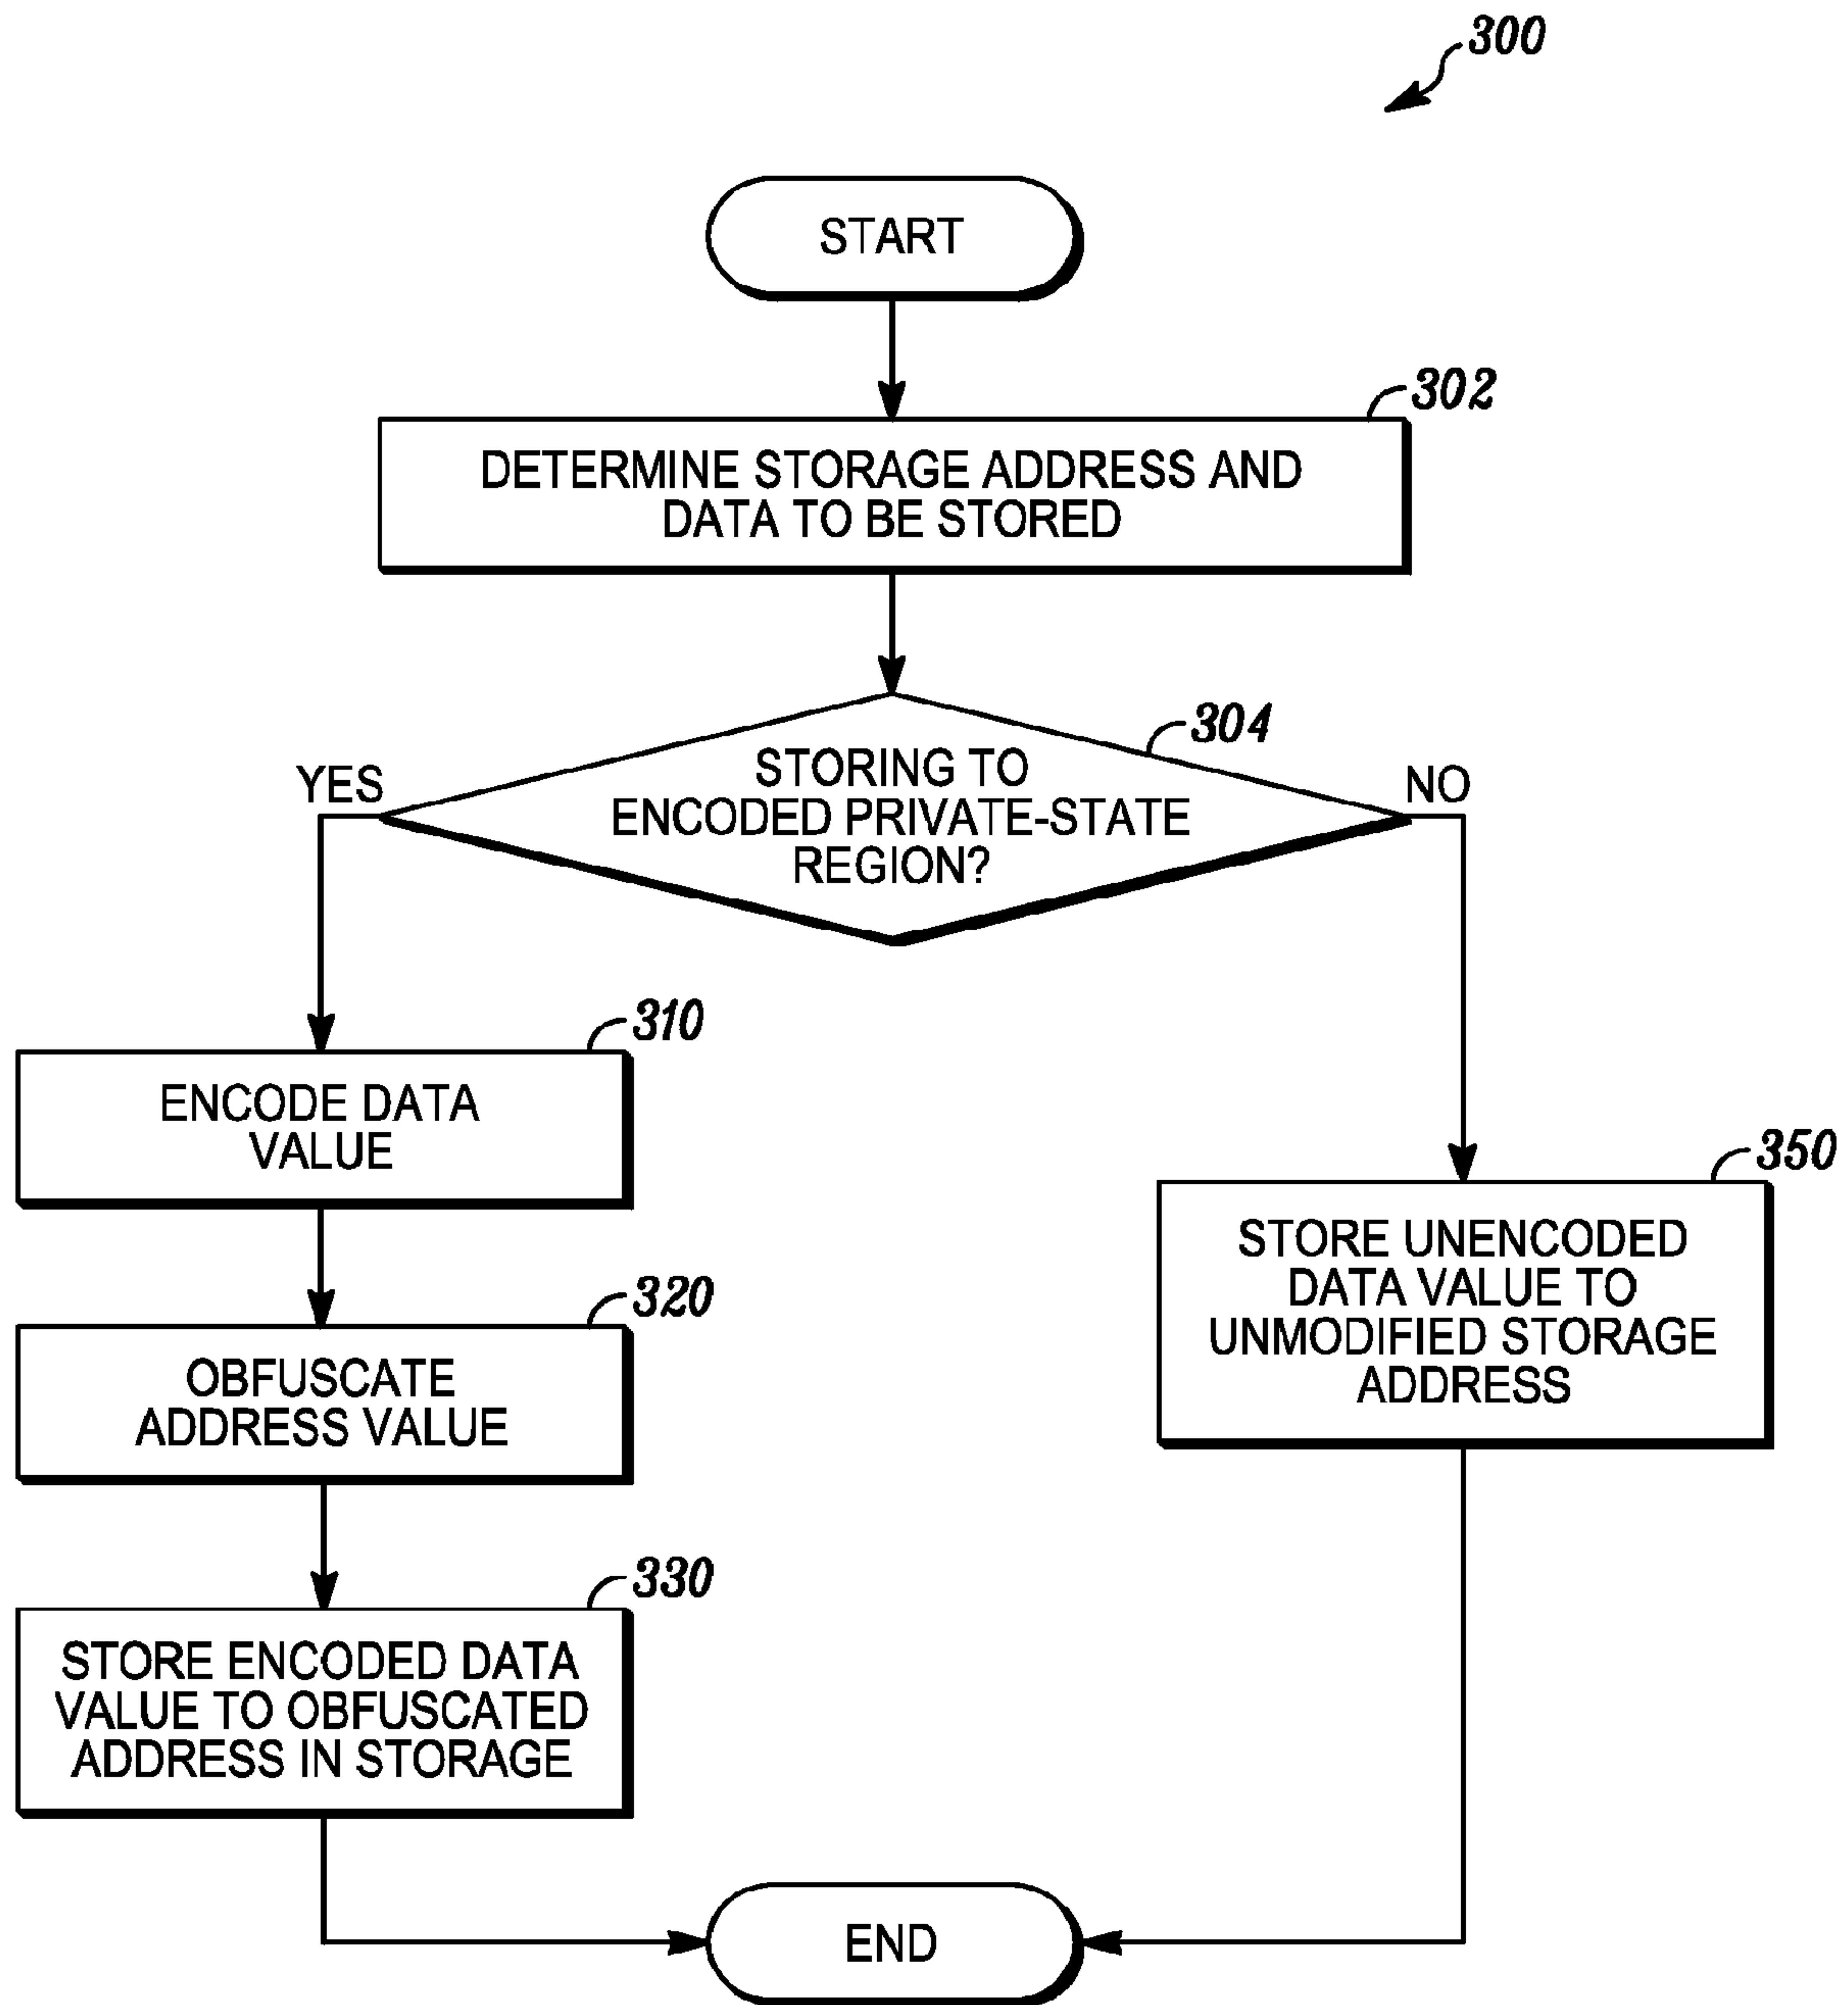 300
START
302
DETERMINE STORAGE ADDRESS AND
DATA TO BE STORED
304
STORING TO
ENCODED PRIVATE-STATE
REGION?
YES
NO
310
ENCODE DATA
VALUE
320
OBFUSCATE
ADDRESS VALUE
330
STORE ENCODED DATA
VALUE TO OBFUSCATED
ADDRESS IN STORAGE
350
STORE UNENCODED
DATA VALUE TO
UNMODIFIED STORAGE
ADDRESS
END